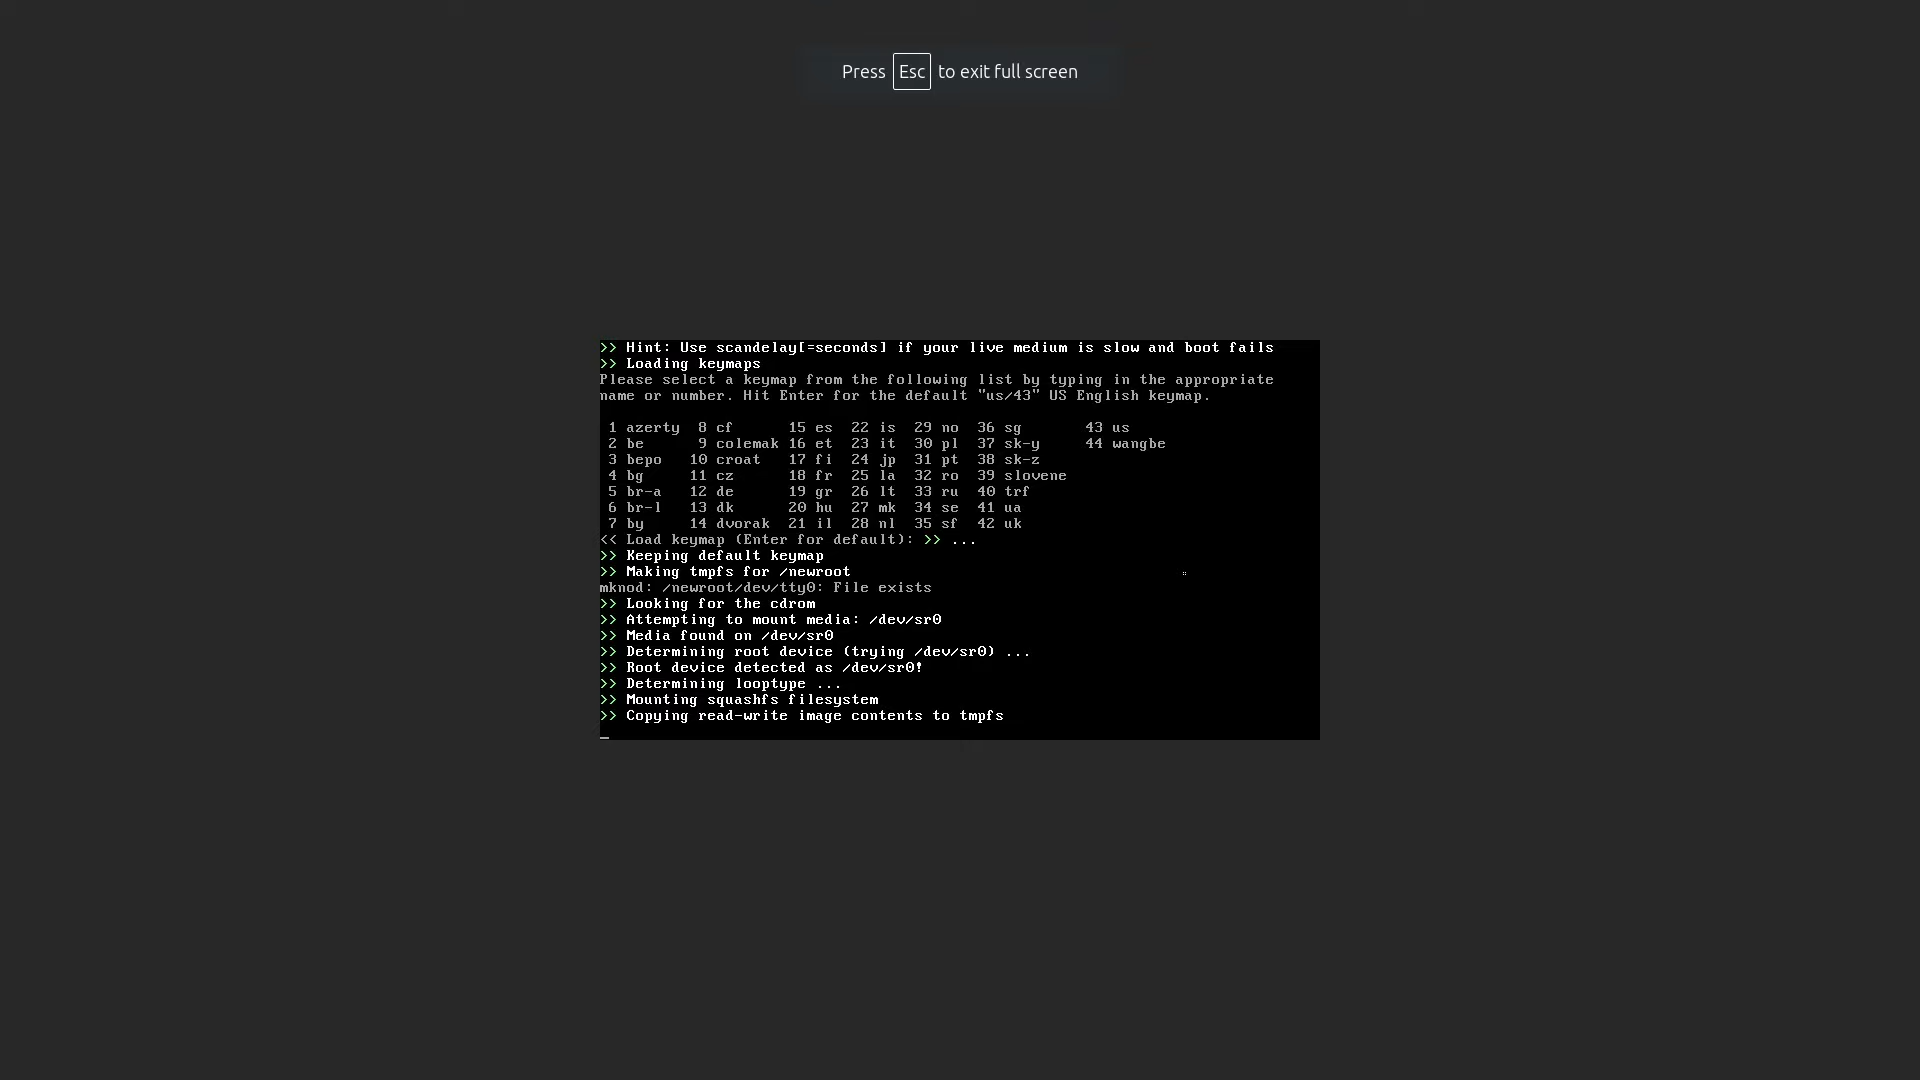 Press Esc to exit full screen
>> Hint: Use scandelay[=seconds] if your live medium is slow and boot fails
>> Loading keymaps
Please select a keymap from the following list by typing in the appropriate
name or number. Hit Enter for the default "us/43" US English keymap.
1 azerty 8 cf 15 es 22 is 29 no 36 sg 43 us
2 be 9 colemak 16 et 23 it 30 pl 37 sk-y 44 wangbe
3 bepo 10 croat 17 fi 24 jp 31 pt 38 sk-z
4 bg 11 cz 18 fr 25 la 32 ro 39 slovene
5 br-a 12 de 19 gr 26 lt 33 ru 40 trf
6 br-l 13 dk 20 hu 27 mk 34 se 41 ua
7 by 14 dvorak 21 il 28 nl 35 sf 42 uk
<< Load keymap (Enter for default): >> ...
>> Keeping default keymap
>> Making tmpfs for /newroot
mknod: /newroot/dev/tty0: File exists
>> Looking for the cdrom
>> Attempting to mount media: /dev/sr0
>> Media found on /dev/sr0
>> Determining root device (trying /dev/sr0) ...
>> Root device detected as /dev/sr0!
>> Determining looptype ...
>> Mounting squashfs filesystem
>> Copying read-write image contents to tmpfs